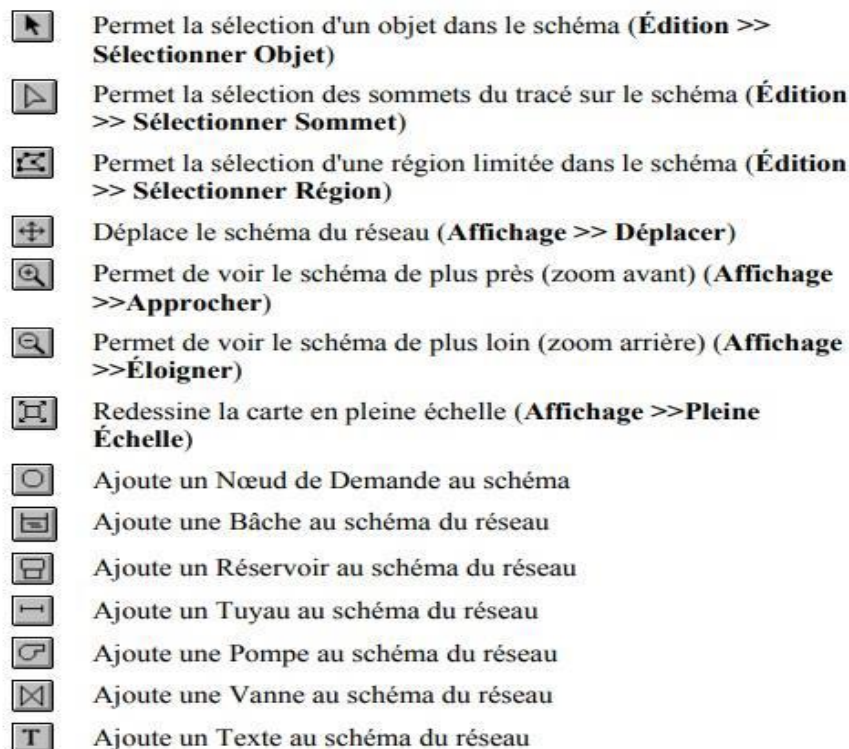 Permet la sélection d'un objet dans le schéma (Édition >>
Sélectionner Objet)
Permet la sélection des sommets du tracé sur le schéma (Édition
>> Sélectionner Sommet)
Permet la sélection d'une région limitée dans le schéma (Édition
>> Sélectionner Région)
Déplace le schéma du réseau (Affichage >> Déplacer)
Permet de voir le schéma de plus près (zoom avant) (Affichage
>>Approcher)
Permet de voir le schéma de plus loin (zoom arrière) (Affichage
>>Éloigner)
Redessine la carte en pleine échelle (Affichage >>Pleine
Échelle)
Ajoute un Nœud de Demande au schéma
Ajoute une Bâche au schéma du réseau
Ajoute un Réservoir au schéma du réseau
Ajoute un Tuyau au schéma du réseau
Ajoute une Pompe au schéma du réseau
Ajoute une Vanne au schéma du réseau
T Ajoute un Texte au schéma du réseau